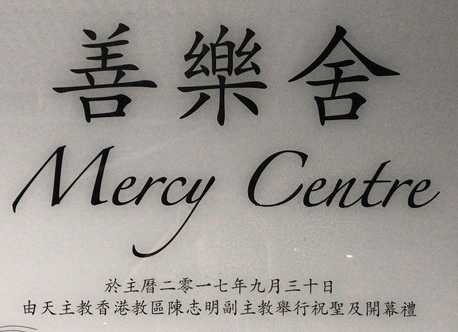 善樂舍
Mercy Centre
於主曆二零一七年九月三十日
由天主教香港教區陳志明副主教舉行祝聖及開幕禮